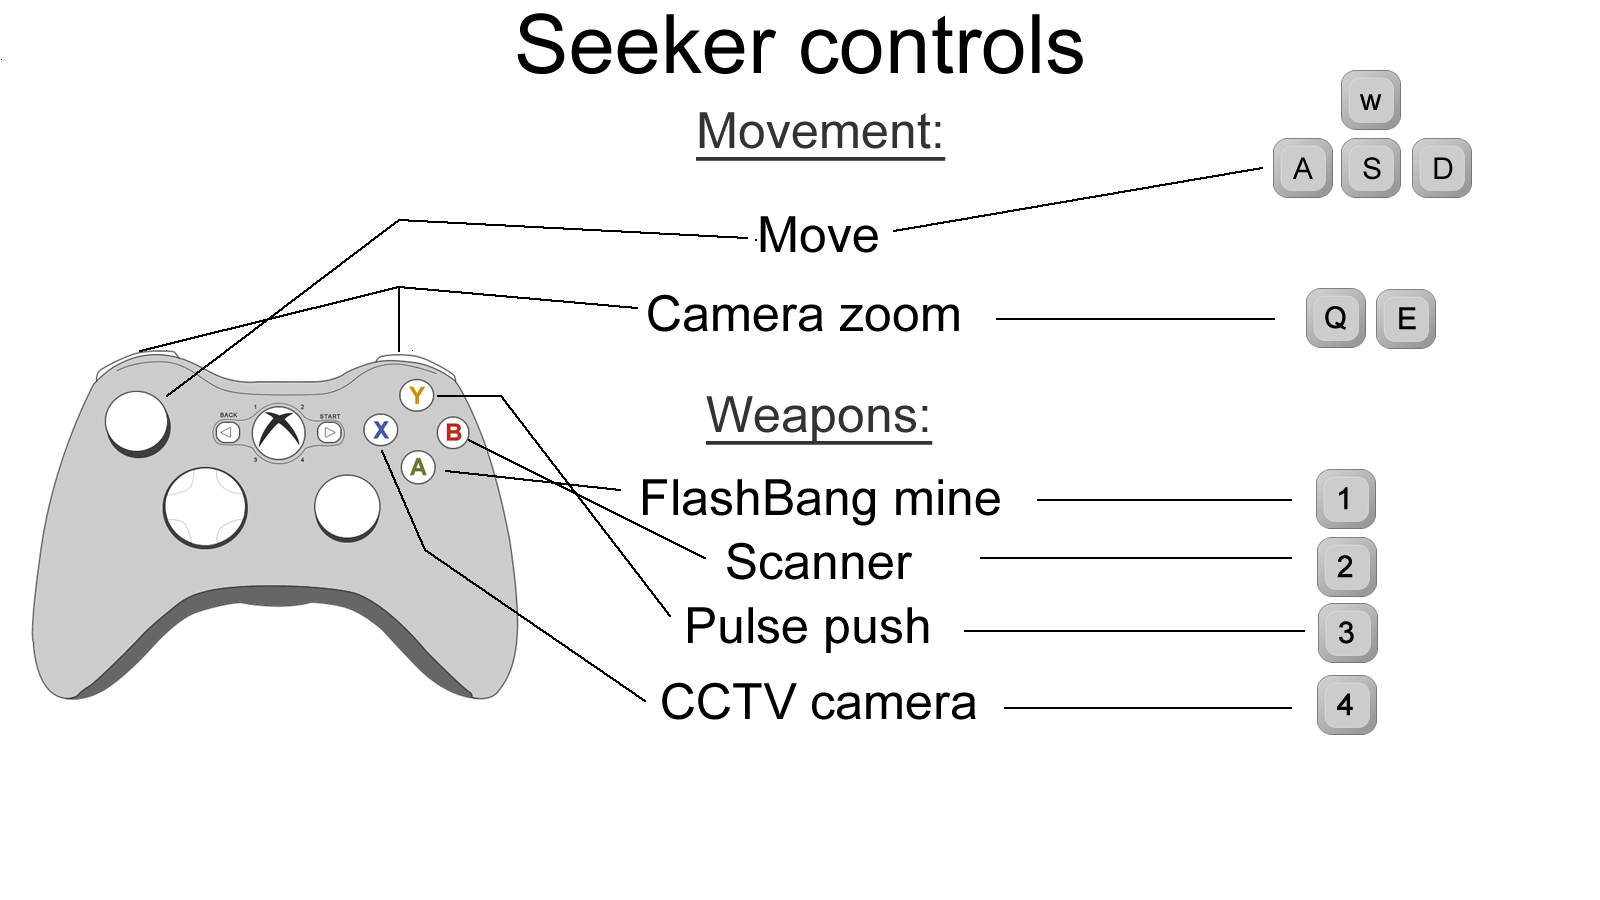 Seeker controls
Movement:
w
A S D
Move
Camera zoom
Q E
Y
X B
A
BACK START
1 2
3 4
Weapons:
FlashBang mine
1
Scanner
2
Pulse push
3
CCTV camera
4